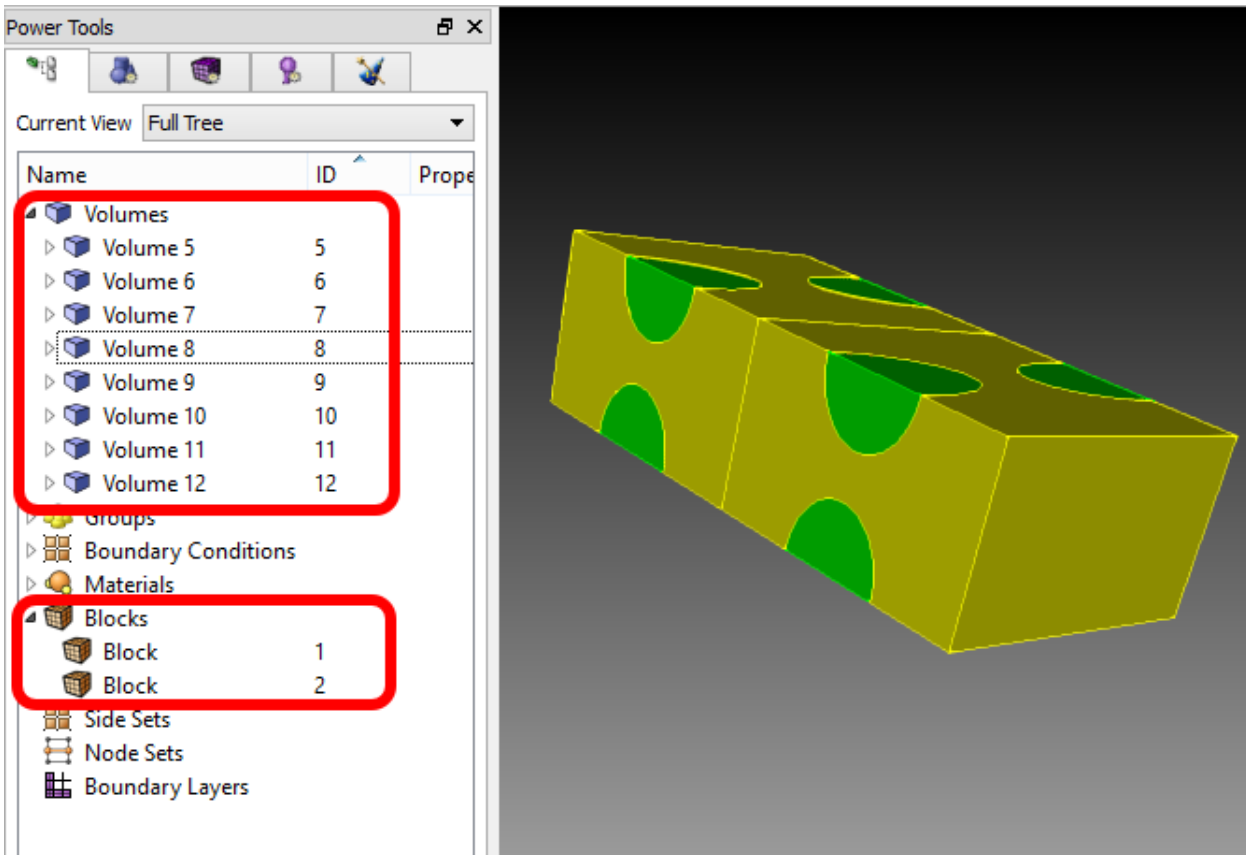 Power Tools
Current View Full Tree
Name ID Prope
Volumes
Volume 5 5
Volume 6 6
Volume 7 7
Volume 8 8
Volume 9 9
Volume 10 10
Volume 11 11
Volume 12 12
Groups
Boundary Conditions
Materials
Blocks
Block 1
Block 2
Side Sets
Node Sets
Boundary Layers